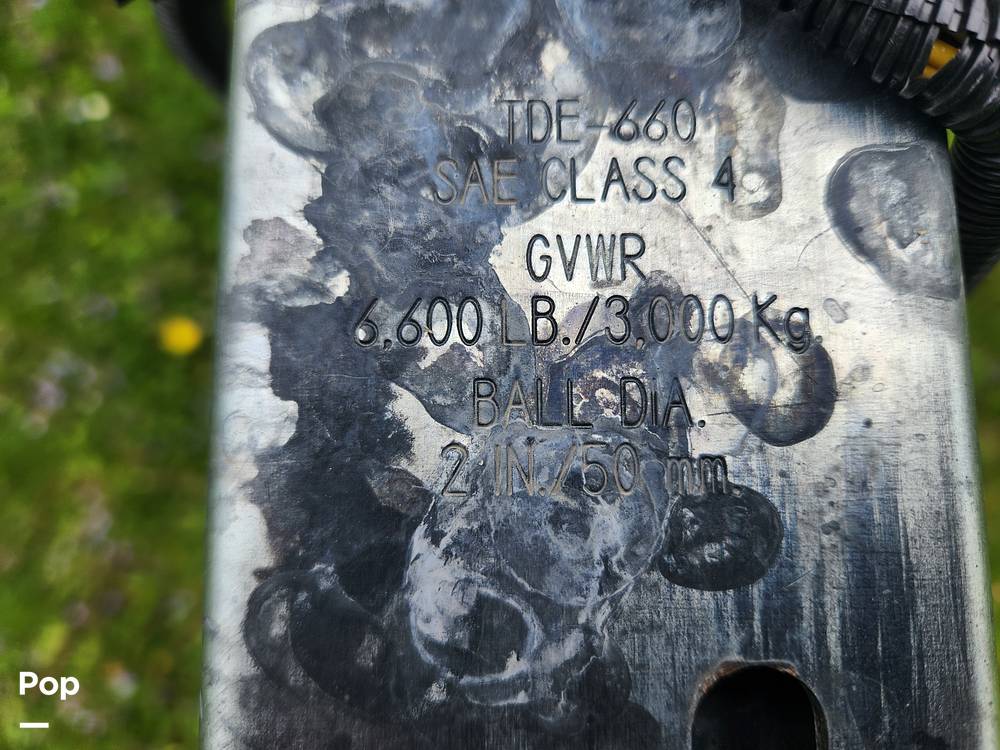 TDE-660
SAE CLASS 4
GVWR
6,600 LB./3,000 Kg.
BALL DIA.
2 IN./50 mm.
Pop